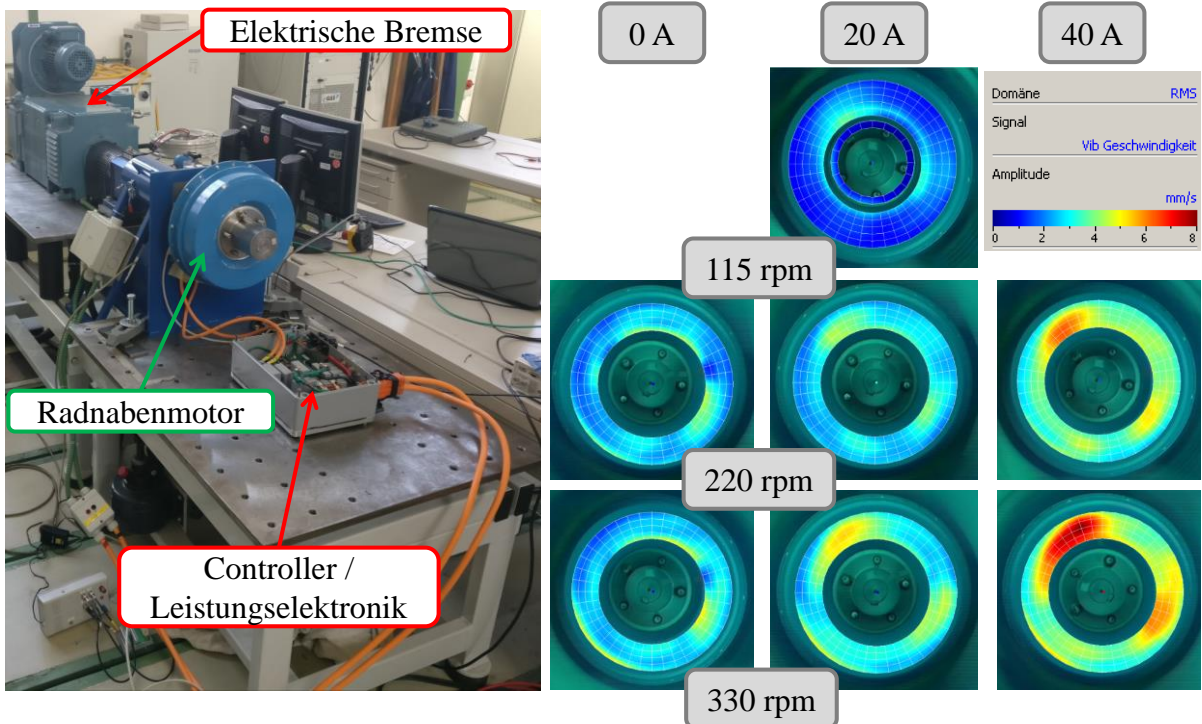 Elektrische Bremse
Radnabenmotor
Controller /
Leistungselektronik
0 A
20 A
40 A
Domäne RMS
Signal
Vib Geschwindigkeit
Amplitude
mm/s
0 2 4 6 8
115 rpm
220 rpm
330 rpm